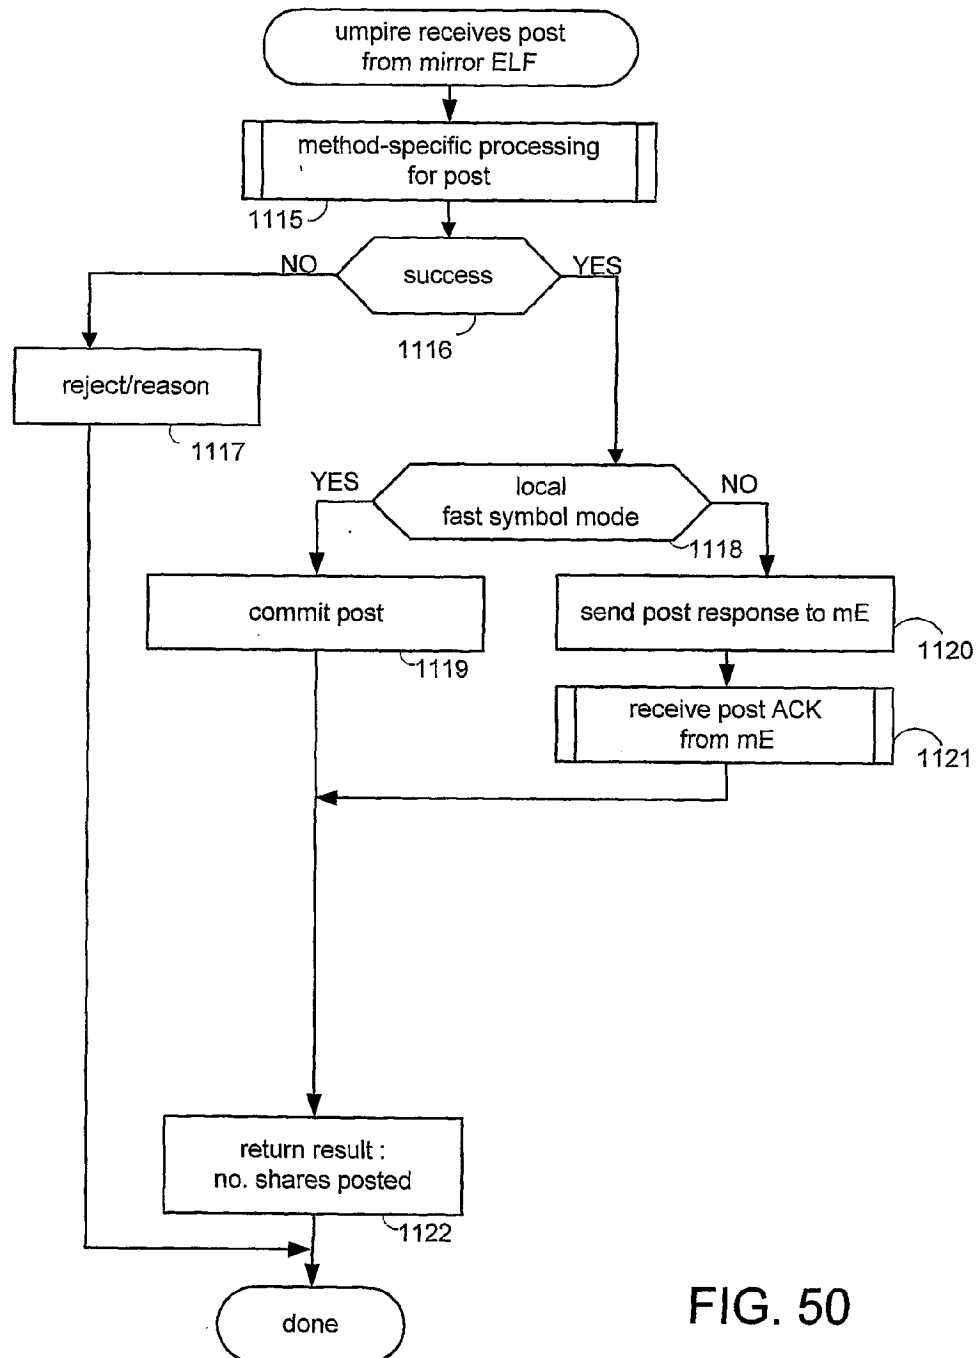 umpire receives post
from mirror ELF
method-specific processing
for post
1115
NO
success
YES
1116
reject/reason
1117
YES
local
fast symbol mode
NO
1118
commit post
1119
send post response to mE
1120
receive post ACK
from mE
1121
return result :
no. shares posted
1122
done
FIG. 50